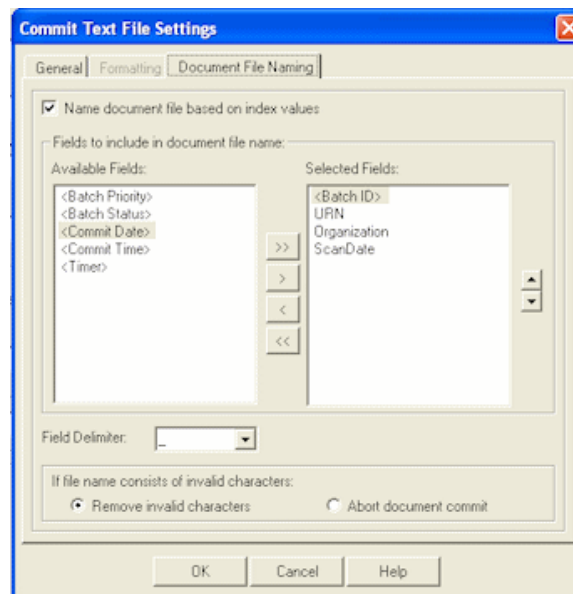 Commit Text File Settings
General Formatting Document File Naming
Name document file based on index values
Fields to include in document file name:
Available Fields: Selected Fields:
<Batch Priority> <Batch ID>
<Batch Status> URN
<Commit Date> Organization
<Commit Time> ScanDate
<Timer>
>>
>
<
<<
Field Delimiter: _
If file name consists of invalid characters:
Remove invalid characters Abort document commit
OK Cancel Help